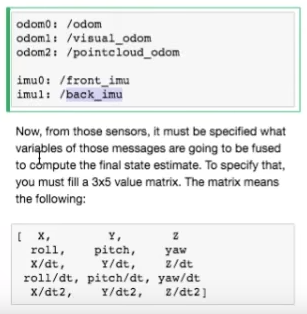 odom0: /odom
odom1: /visual_odom
odom2: /pointcloud_odom
imu0: /front_imu
imu1: /back_imu
Now, from those sensors, it must be specified what
variables of those messages are going to be fused
to compute the final state estimate. To specify that,
you must fill a 3x5 value matrix. The matrix means
the following:
[ X, Y, Z
roll, pitch, yaw
X/dt, Y/dt, Z/dt
roll/dt, pitch/dt, yaw/dt
X/dt2, Y/dt2, Z/dt2]